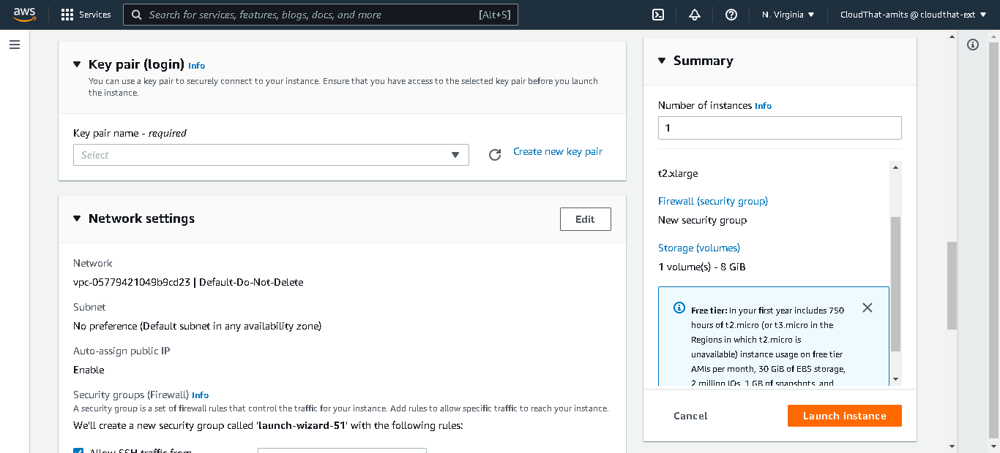 aws
Services
Search for services, features, blogs, docs, and more
[Alt+S]
N. Virginia
CloudThat-amits @ cloudthat-ext
Key pair (login) Info
You can use a key pair to securely connect to your instance. Ensure that you have access to the selected key pair before you launch
the instance.
Key pair name - required
Select
Create new key pair
Network settings
Edit
Network
vpc-05779421049b9cd23 | Default-Do-Not-Delete
Subnet
No preference (Default subnet in any availability zone)
Auto-assign public IP
Enable
Security groups (Firewall) Info
A security group is a set of firewall rules that control the traffic for your instance. Add rules to allow specific traffic to reach your instance.
We'll create a new security group called 'launch-wizard-51' with the following rules:
Allow SSH traffic from
Summary
Number of instances Info
1
t2.xlarge
Firewall (security group)
New security group
Storage (volumes)
1 volume(s) - 8 GiB
Free tier: In your first year includes 750
hours of t2.micro (or t3.micro in the
Regions in which t2.micro is
unavailable) instance usage on free tier
AMIs per month, 30 GiB of EBS storage,
2 million IOs, 1 GB of snapshots, and
Cancel
Launch instance